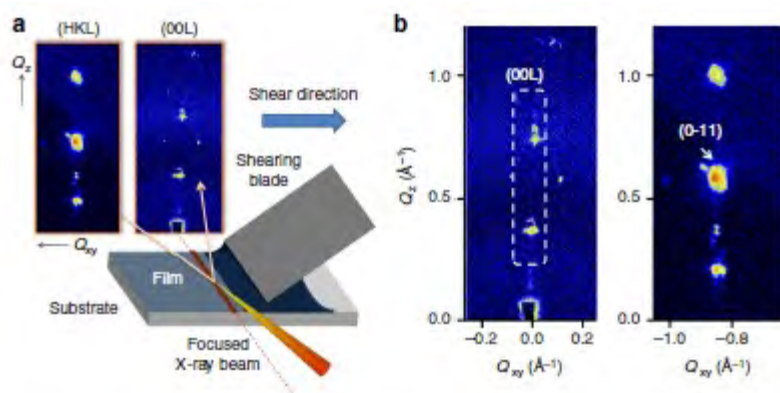 a
(HKL)
(00L)
Qz
Qxy
Shear direction
Shearing
blade
Film
Substrate
Focused
X-ray beam
b
1.0
0.5
0.0
Qz (Å⁻¹)
(00L)
–0.2
0.0
0.2
Qxy (Å⁻¹)
1.0
0.5
0.0
(0-11)
–1.0
–0.8
Qxy (Å⁻¹)